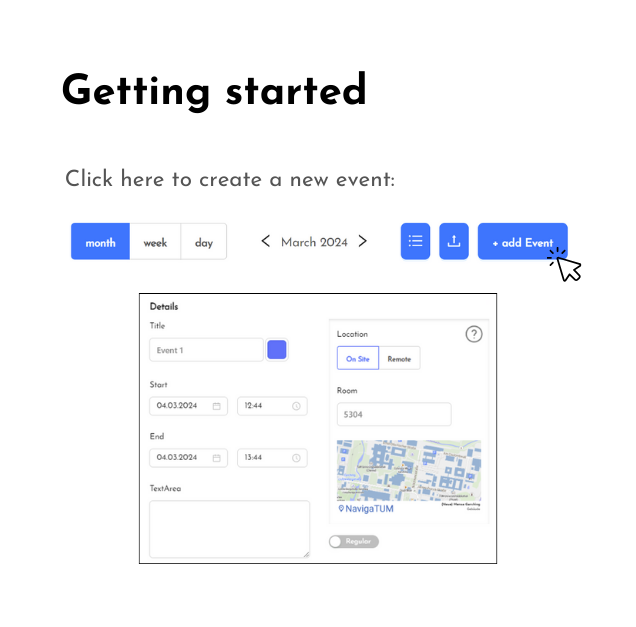 Getting started
Click here to create a new event:
month week day March 2024 + add Event
Details
Title
Event 1
Start
04.03.2024 12:44
End
04.03.2024 13:44
TextArea
Location
?
On Site Remote
Room
5304
NavigaTUM
Regular